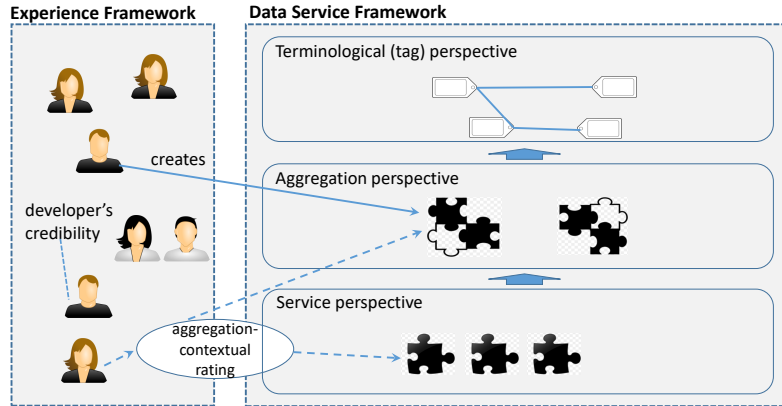 Experience Framework
Data Service Framework
Terminological (tag) perspective
creates
Aggregation perspective
developer's
credibility
Service perspective
aggregation-
contextual
rating